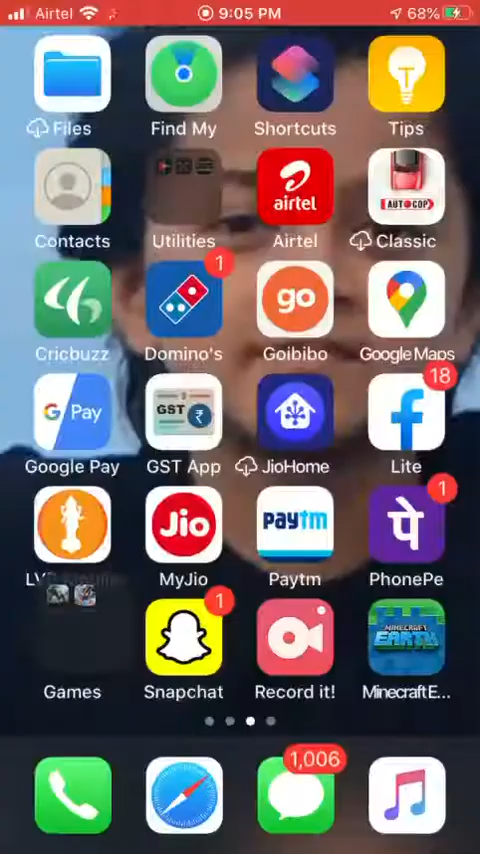 Airtel 9:05 PM 68%
Files Find My Shortcuts Tips
airtel AUTOCOP
Contacts Utilities Airtel Classic
1
go
Cricbuzz Domino's Goibibo Google Maps
18
G Pay GST ₹ f
Google Pay GST App JioHome Lite
1
Jio paytm पे
MyJio Paytm PhonePe
1
MINECRAFT EARTH
Games Snapchat Record it! Minecraft E...
1,006